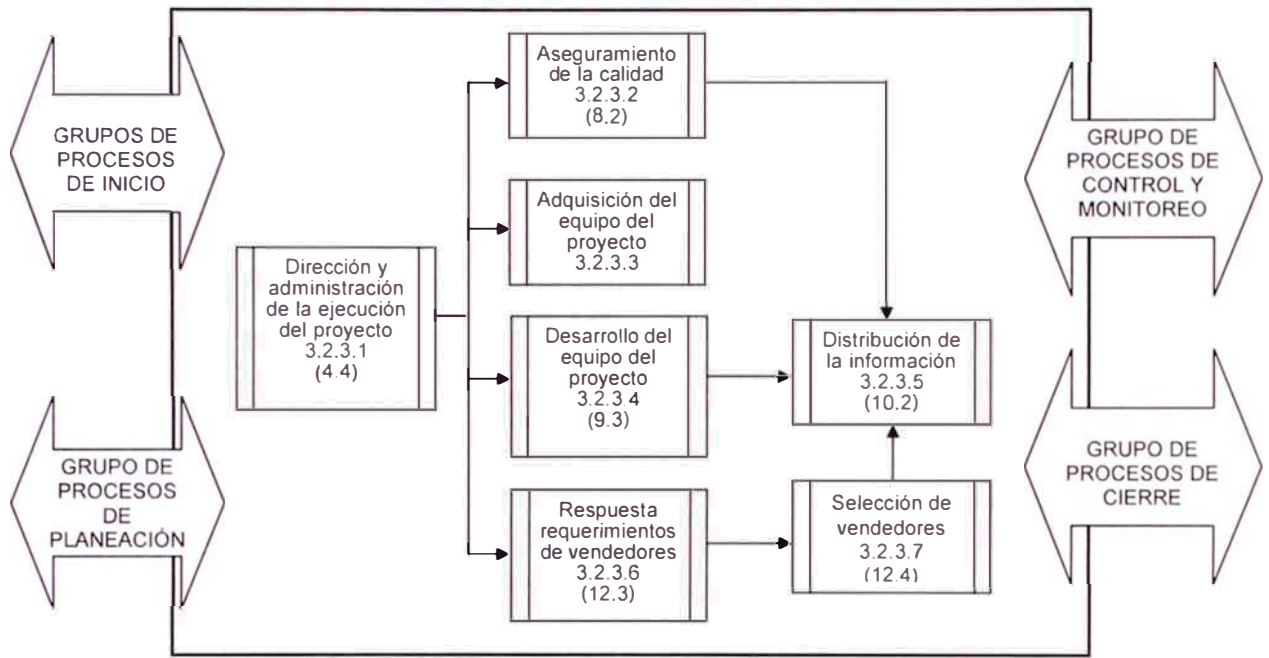 GRUPOS DE
PROCESOS
DE INICIO
GRUPO DE
PROCESOS
DE
PLANEACIÓN
Dirección y
administración
de la ejecución
del proyecto
3.2.3.1
(4.4)
Aseguramiento
de la calidad
3.2.3.2
(8.2)
Adquisición del
equipo del
proyecto
3.2.3.3
Desarrollo del
equipo del
proyecto
3.2.3.4
(9.3)
Respuesta
requerimientos
de vendedores
3.2.3.6
(12.3)
Distribución de
la información
3.2.3.5
(10.2)
Selección de
vendedores
3.2.3.7
(12.4)
GRUPO DE
PROCESOS DE
CONTROL Y
MONITOREO
GRUPO DE
PROCESOS DE
CIERRE